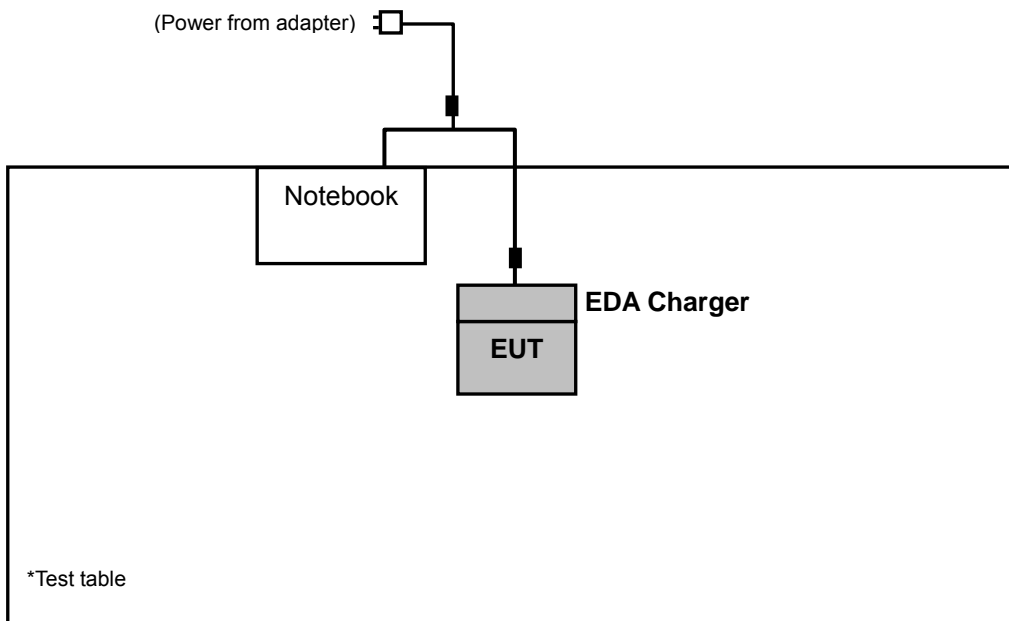 (Power from adapter)
Notebook
EDA Charger
EUT
*Test table